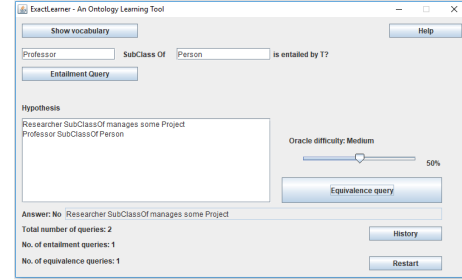 ExactLearner - An Ontology Learning Tool
Show vocabulary
Help
Professor SubClass Of Person is entailed by T?
Entailment Query
Hypothesis
Researcher SubClassOf manages some Project
Professor SubClassOf Person
Oracle difficulty: Medium
50%
Equivalence query
Answer: No Researcher SubClassOf manages some Project
Total number of queries: 2
History
No. of entailment queries: 1
No. of equivalence queries: 1
Restart